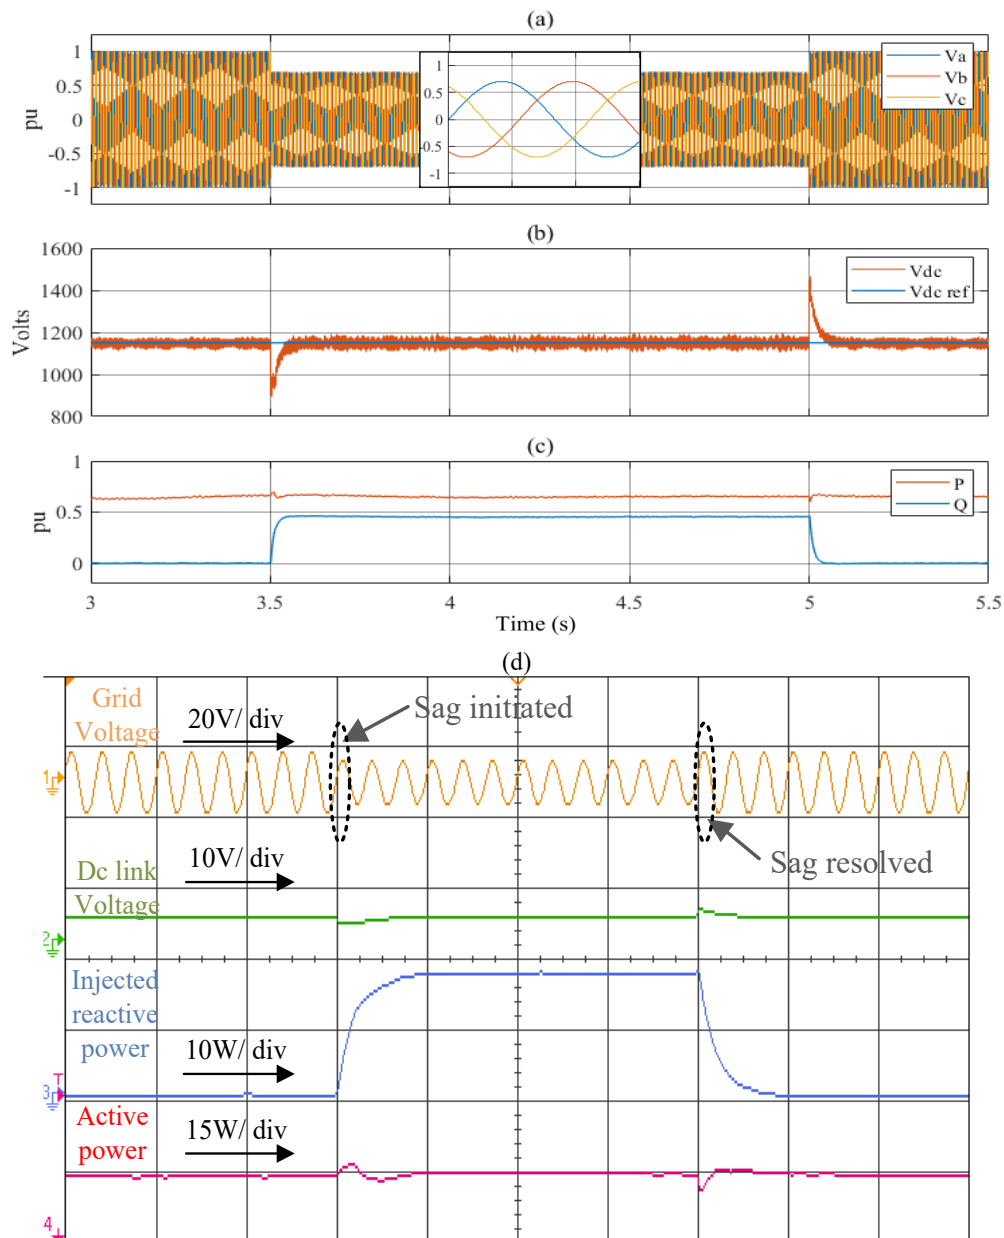 (a)
1
0.5
0
-0.5
-1
pu
1
0.5
0
-0.5
-1
Va
Vb
Vc
(b)
1600
1400
1200
1000
800
Volts
Vdc
Vdc ref
(c)
1
0.5
0
pu
P
Q
3
3.5
4
4.5
5
5.5
Time (s)
(d)
Grid
Voltage
20V/ div
Sag initiated
1
Sag resolved
Dc link
Voltage
10V/ div
2
Injected
reactive
power
10W/ div
T
3
Active
power
15W/ div
4